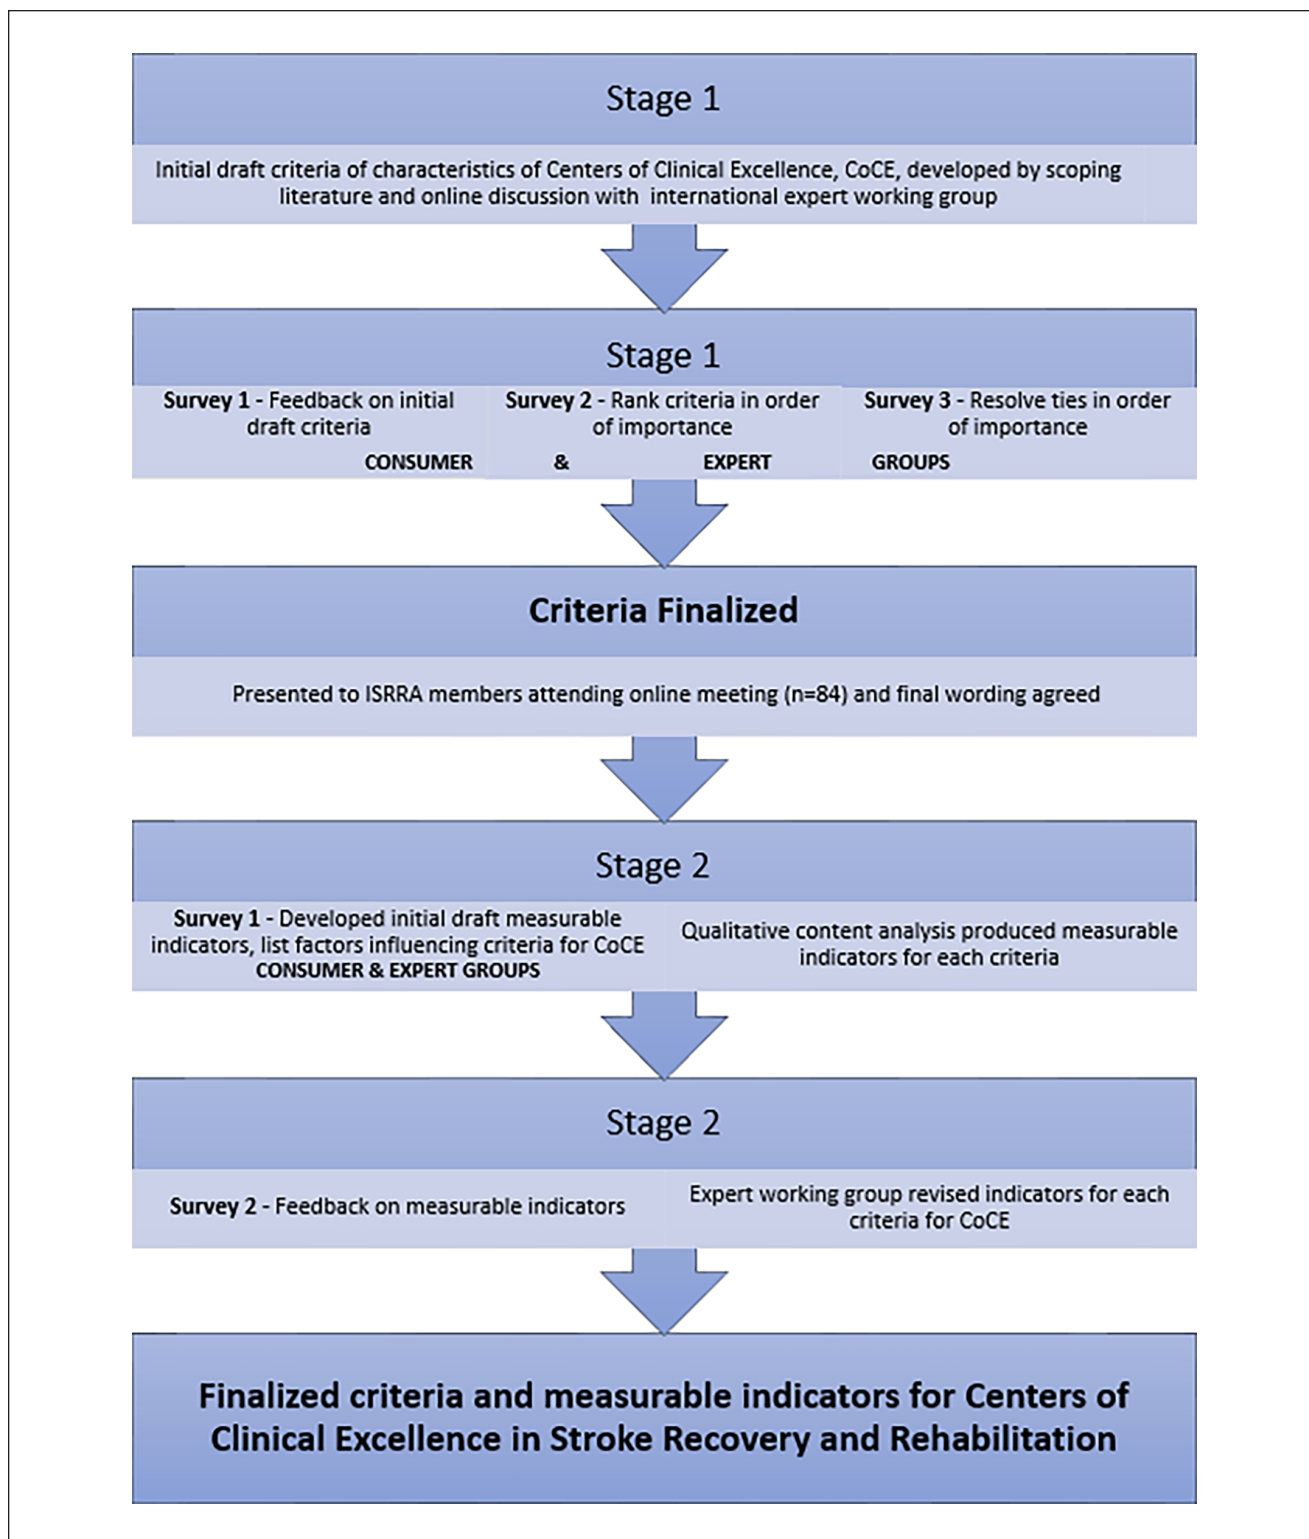 Stage 1
Initial draft criteria of characteristics of Centers of Clinical Excellence, CoCE, developed by scoping
literature and online discussion with international expert working group
Stage 1
Survey 1 - Feedback on initial
draft criteria
Survey 2 - Rank criteria in order
of importance
Survey 3 - Resolve ties in order
of importance
CONSUMER & EXPERT GROUPS
Criteria Finalized
Presented to ISRRA members attending online meeting (n=84) and final wording agreed
Stage 2
Survey 1 - Developed initial draft measurable
indicators, list factors influencing criteria for CoCE
CONSUMER & EXPERT GROUPS
Qualitative content analysis produced measurable
indicators for each criteria
Stage 2
Survey 2 - Feedback on measurable indicators
Expert working group revised indicators for each
criteria for CoCE
Finalized criteria and measurable indicators for Centers of
Clinical Excellence in Stroke Recovery and Rehabilitation